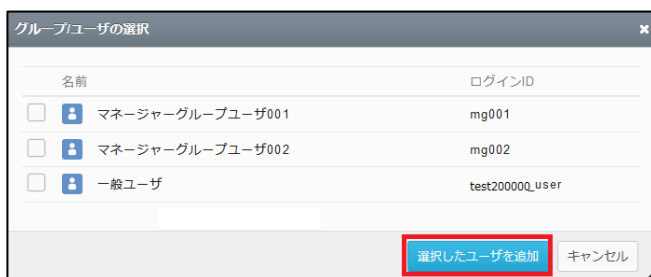 グループ/ユーザの選択 ×
名前 ログインID
マネージャーグループユーザ001 mg001
マネージャーグループユーザ002 mg002
一般ユーザ test200000_user
選択したユーザを追加 キャンセル